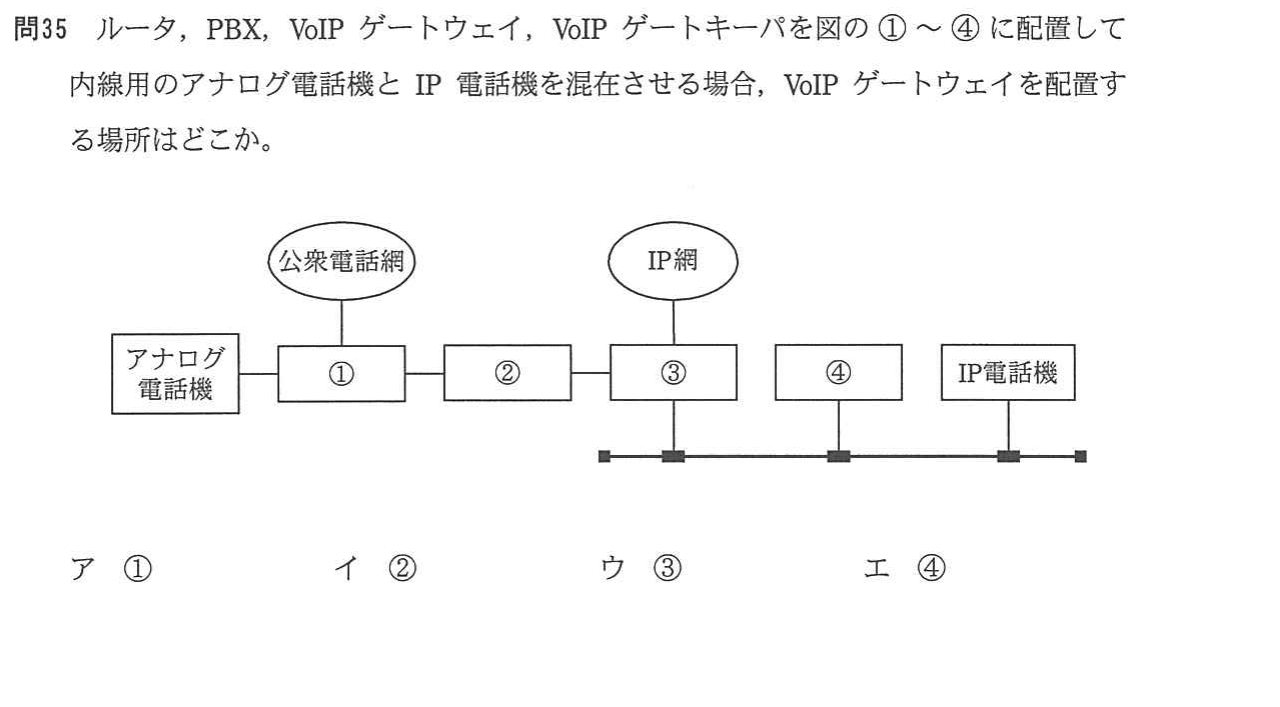 問35 ルータ，PBX，VoIP ゲートウェイ，VoIP ゲートキーパを図の ① ～ ④ に配置して
内線用のアナログ電話機と IP 電話機を混在させる場合，VoIP ゲートウェイを配置す
る場所はどこか。
公衆電話網
IP網
アナログ
電話機
①
②
③
④
IP電話機
ア ① イ ② ウ ③ エ ④